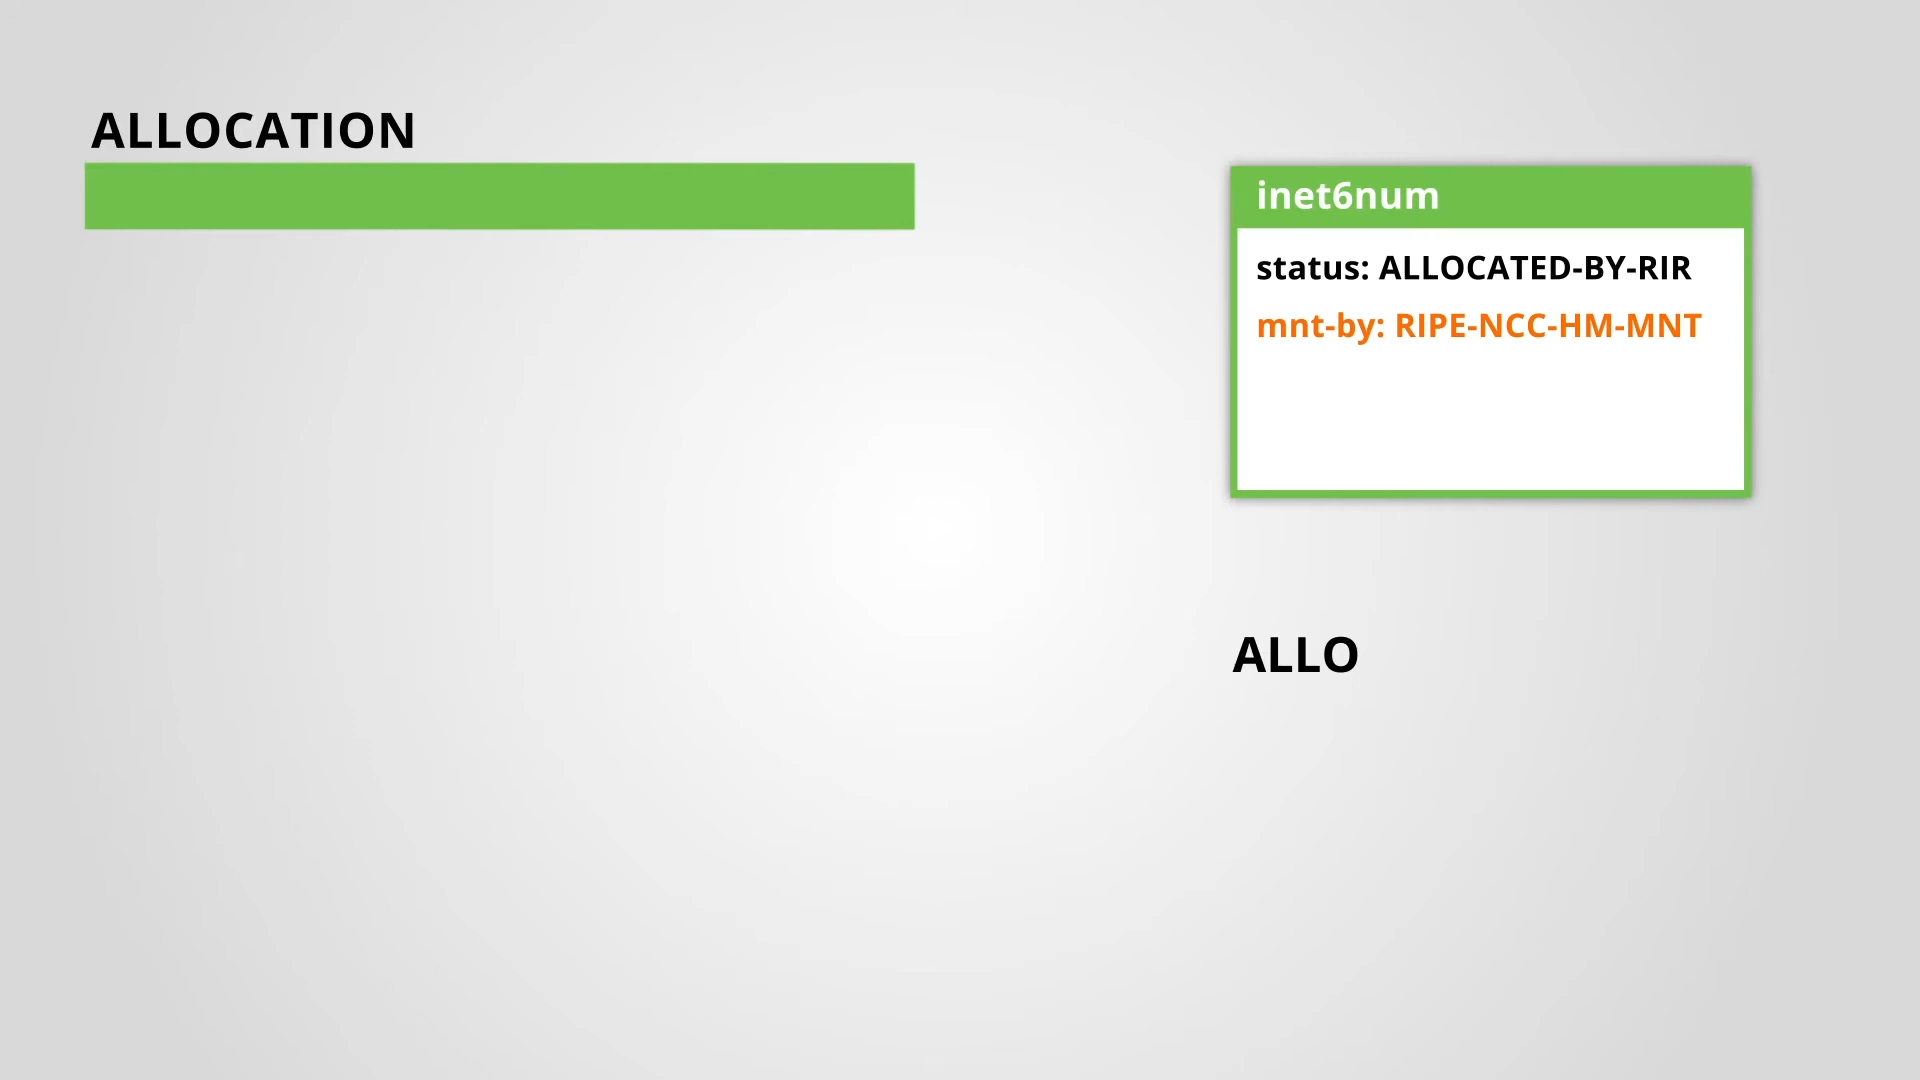 ALLOCATION
inet6num
status: ALLOCATED-BY-RIR
mnt-by: RIPE-NCC-HM-MNT
ALLO